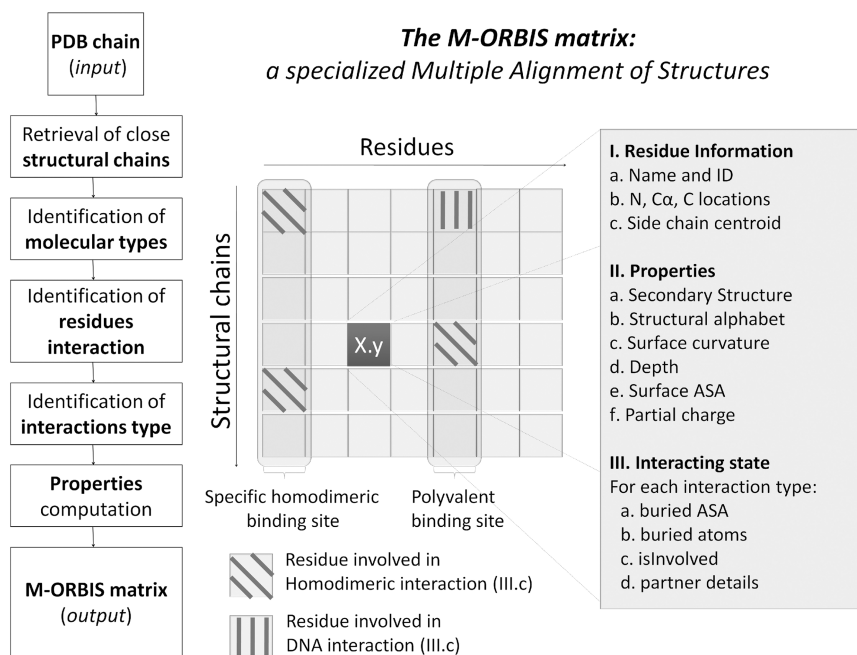 PDB chain
(input)
Retrieval of close
structural chains
Identification of
molecular types
Identification of
residues
interaction
Identification of
interactions type
Properties
computation
M-ORBIS matrix
(output)
The M-ORBIS matrix:
a specialized Multiple Alignment of Structures
Residues
Structural chains
X.y
Specific homodimeric
binding site
Polyvalent
binding site
Residue involved in
Homodimeric interaction (III.c)
Residue involved in
DNA interaction (III.c)
I. Residue Information
a. Name and ID
b. N, Cα, C locations
c. Side chain centroid
II. Properties
a. Secondary Structure
b. Structural alphabet
c. Surface curvature
d. Depth
e. Surface ASA
f. Partial charge
III. Interacting state
For each interaction type:
a. buried ASA
b. buried atoms
c. isInvolved
d. partner details